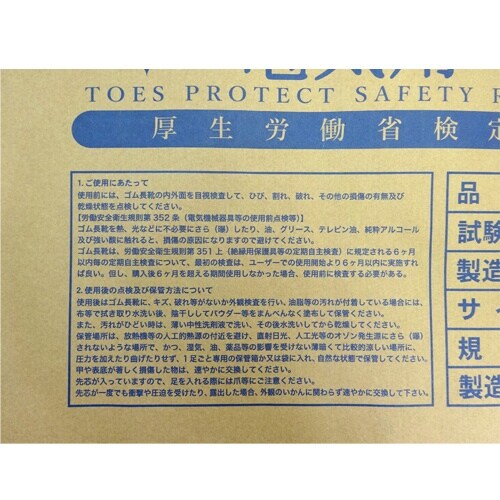 電気用
TOES PROTECT SAFETY R
厚生労働省検定
1. ご使用にあたって
使用前には、ゴム長靴の内外面を目視検査して、ひび、割れ、破れ、その他の損傷の有無及び
乾燥状態を点検してください。
【労働安全衛生規則第 352 条（電気機械器具等の使用前点検等）】
ゴム長靴を熱、光などに不必要にさら（曝）したり、油、グリース、テレビン油、純粋アルコール
及び強い酸に触れると、損傷の原因になりますので避けてください。
ゴム長靴は、労働安全衛生規則第 351 上（絶縁用保護具等の定期自主検査）に規定される6ヶ月
以内毎の定期自主検査について、最初の検査は、ユーザーでの使用開始より6ヶ月以内に実施す
れば良い。但し、購入後6ヶ月を超える期間使用しなかった場合、使用前に検査する必要がある。
2. 使用後の点検及び保管方法について
使用後はゴム長靴に、キズ、破れ等がないか外観検査を行い、油脂等の汚れが付着している場合には、
布等で拭き取り水洗い後、陰干ししてパウダー等をまんべんなく塗布して保管ください。
また、汚れがひどい時は、薄い中性洗剤液で洗い、その後水洗いしてから乾燥してください。
保管場所は、放熱機等の人工的熱源の付近を避け、直射日光、人工光等のオゾン発生源にさら（曝）
されないような場所で、かつ、湿気、油、薬品等の影響を受けない薄暗くて比較的涼しい場所に、
圧力を加えたり曲げたりせず、1足ごと専用の保管箱か又は袋に入れ、自然な状態で保管してください。
甲や表底が著しく損傷した物は、速やかに交換してください。
先芯が入っていますので、足を入れる際には爪等にご注意ください。
先芯が一度でも衝撃や圧迫を受けたり、露出した場合、外観のいかんに関わらず速やかに交換して下さい。
品
試験
製造
サイ
規
製造